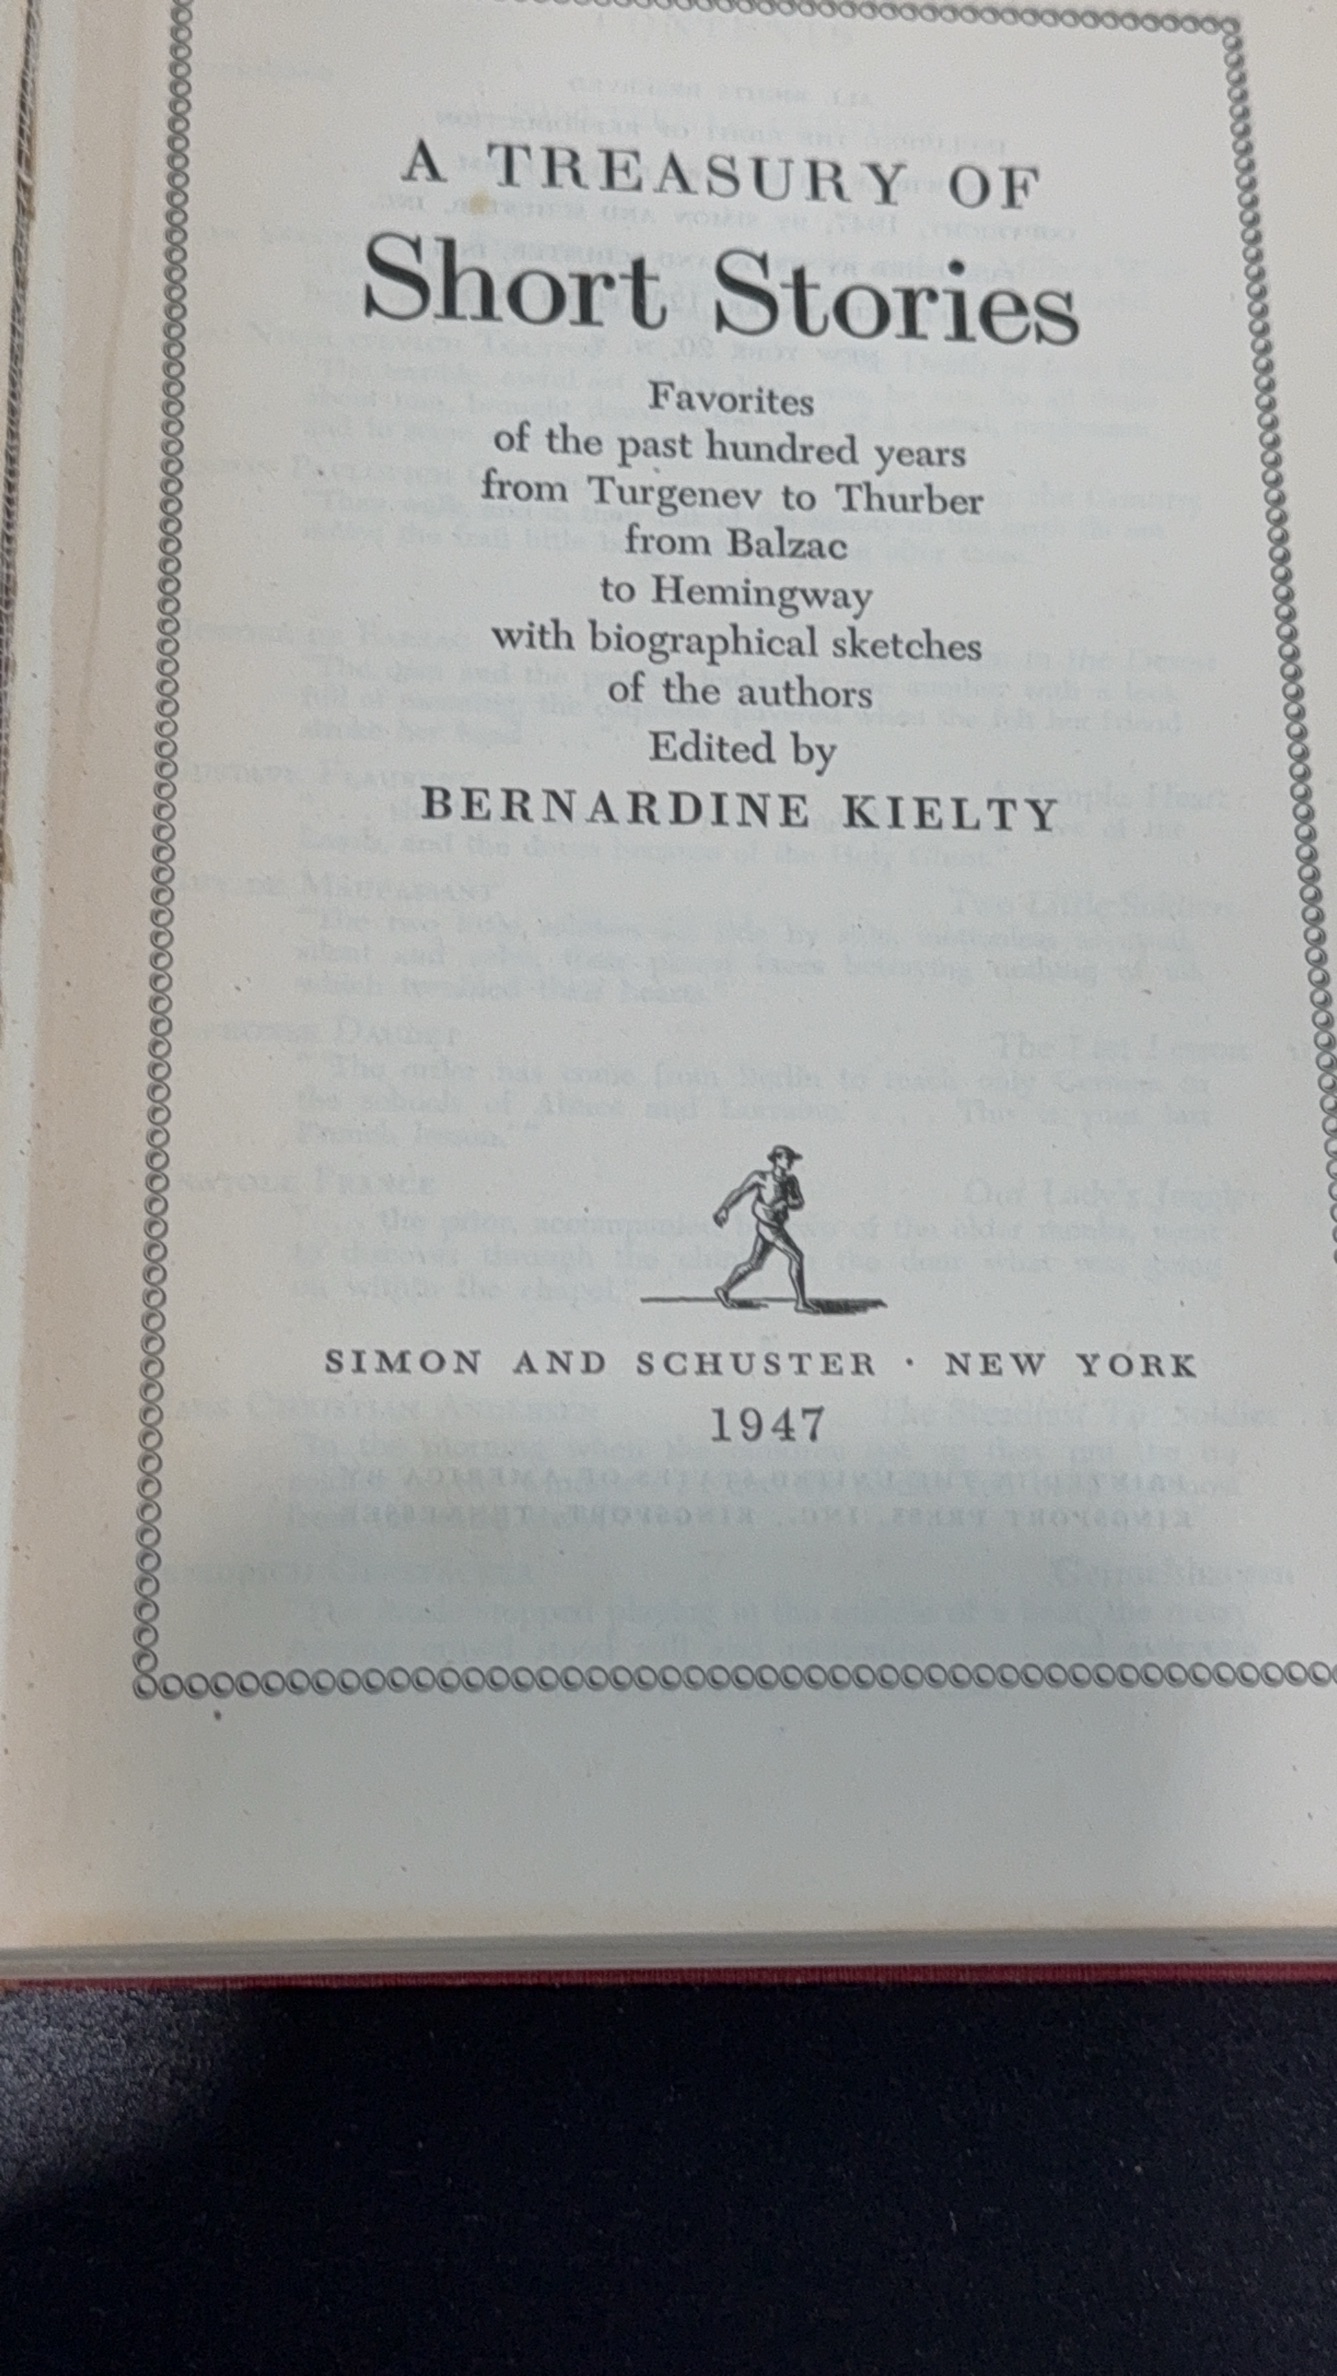 A TREASURY OF
Short Stories
Favorites
of the past hundred years
from Turgenev to Thurber
from Balzac
to Hemingway
with biographical sketches
of the authors
Edited by
BERNARDINE KIELTY
SIMON AND SCHUSTER · NEW YORK
1947